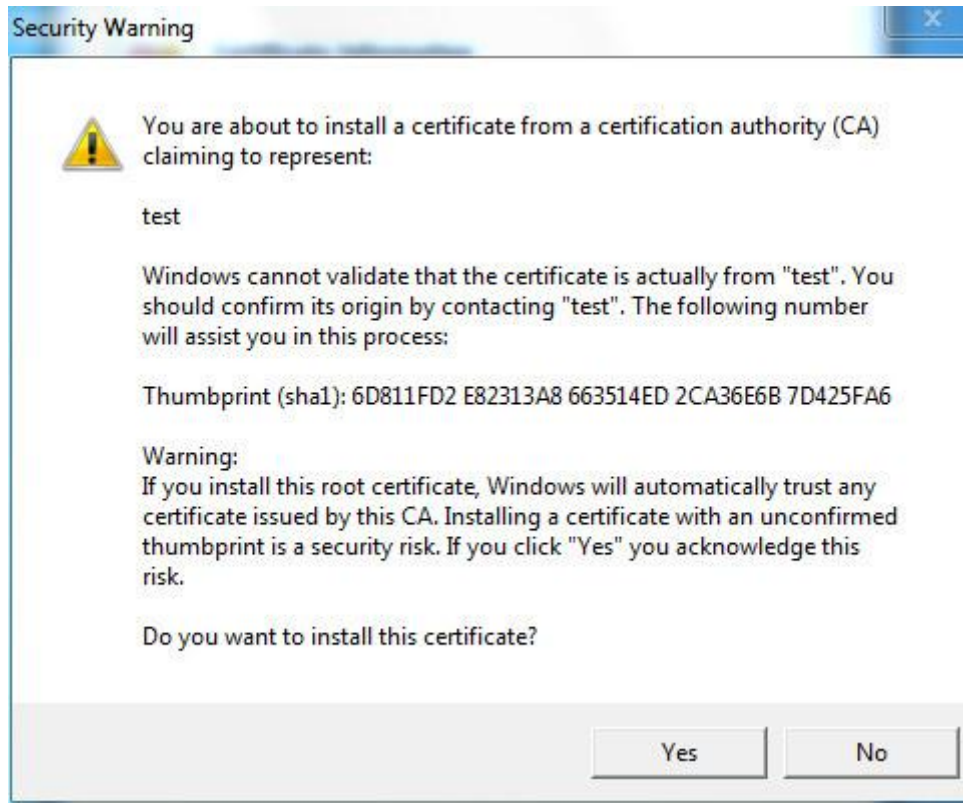 Security Warning
You are about to install a certificate from a certification authority (CA)
claiming to represent:
test
Windows cannot validate that the certificate is actually from "test". You
should confirm its origin by contacting "test". The following number
will assist you in this process:
Thumbprint (sha1): 6D811FD2 E82313A8 663514ED 2CA36E6B 7D425FA6
Warning:
If you install this root certificate, Windows will automatically trust any
certificate issued by this CA. Installing a certificate with an unconfirmed
thumbprint is a security risk. If you click "Yes" you acknowledge this
risk.
Do you want to install this certificate?
Yes No